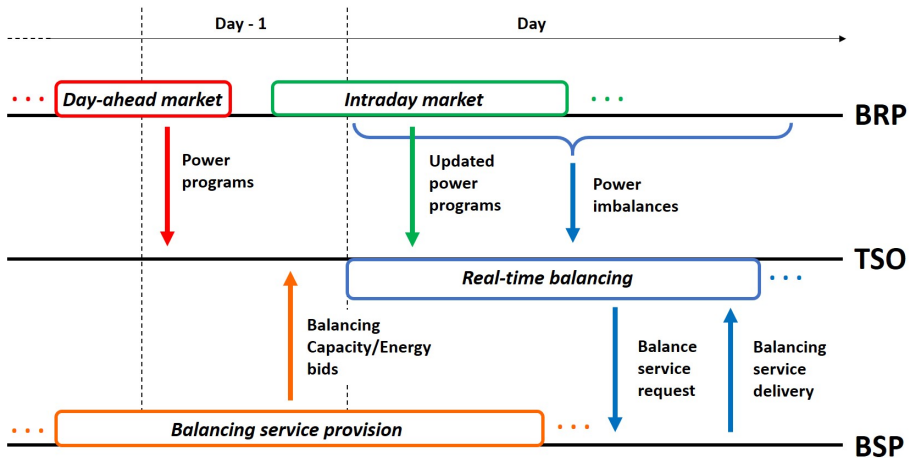 Day - 1
Day
Day-ahead market
Intraday market
BRP
Power
programs
Updated
power
programs
Power
imbalances
TSO
Real-time balancing
Balancing
Capacity/Energy
bids
Balance
service
request
Balancing
service
delivery
Balancing service provision
BSP